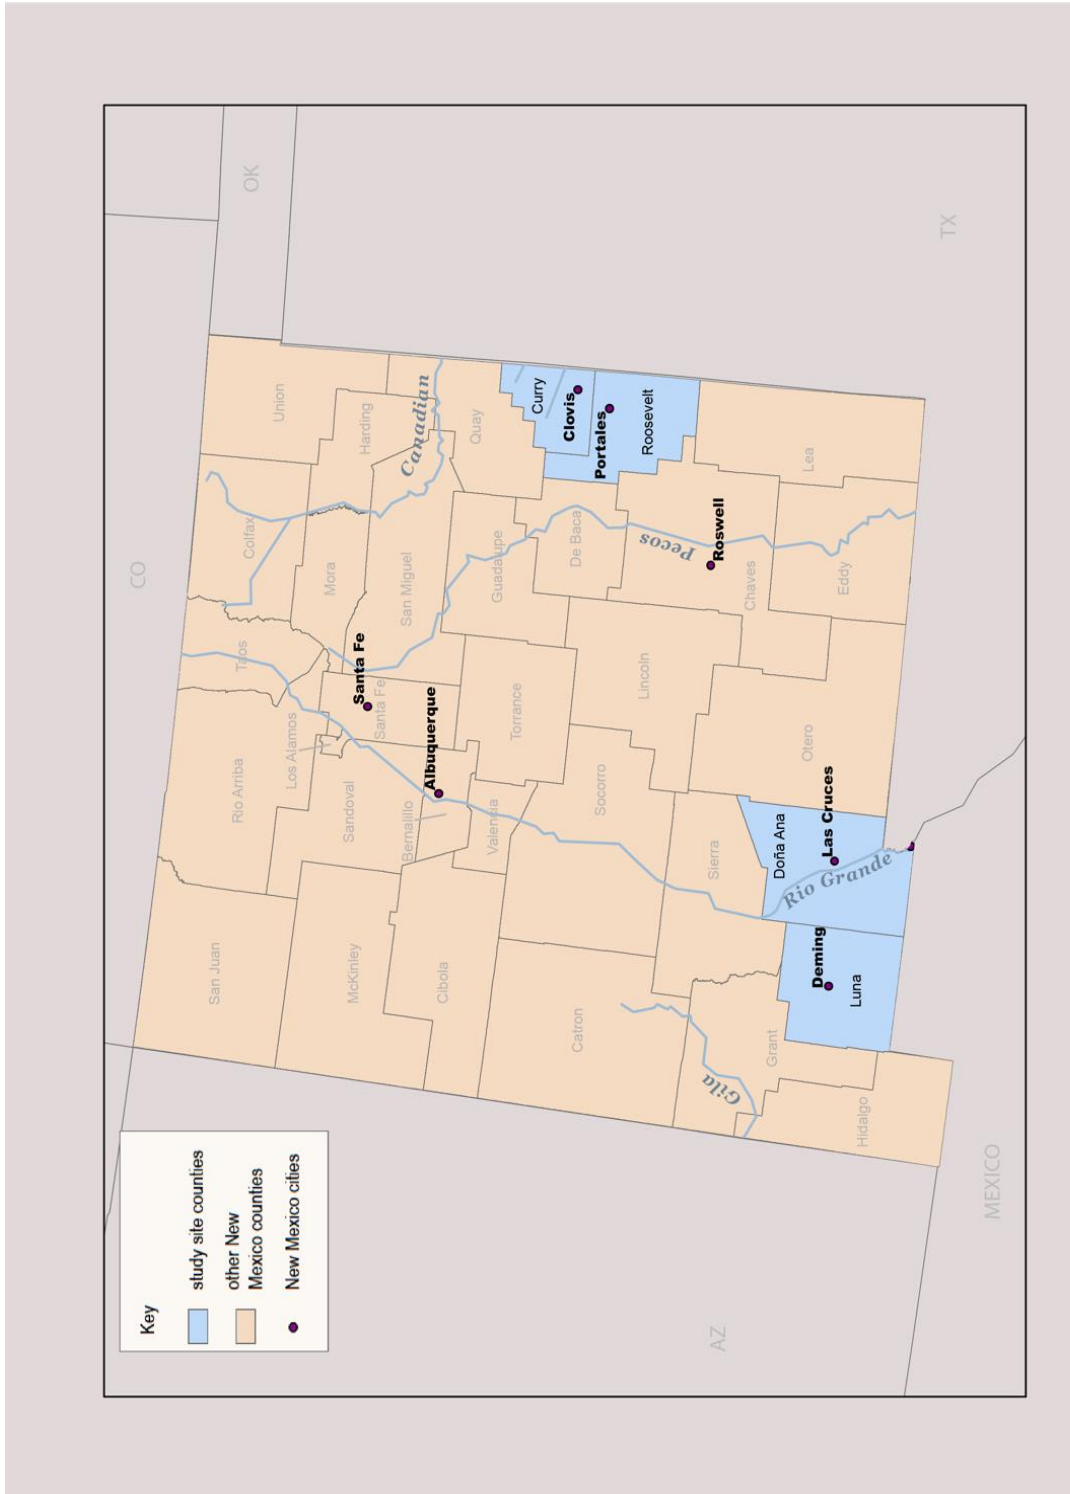 Key
study site counties
other New
Mexico counties
New Mexico cities
CO
OK
TX
AZ
MEXICO
San Juan
Rio Arriba
Taos
Colfax
Union
Los Alamos
Mora
Harding
Canadian
McKinley
Sandoval
Santa Fe
Santa Fe
San Miguel
Quay
Bernalillo
Albuquerque
Cibola
Valencia
Torrance
Guadalupe
Curry
Clovis
De Baca
Portales
Roosevelt
Catron
Socorro
Lincoln
Pecos
Roswell
Chaves
Lea
Gila
Grant
Sierra
Otero
Eddy
Doña Ana
Las Cruces
Rio Grande
Deming
Luna
Hidalgo